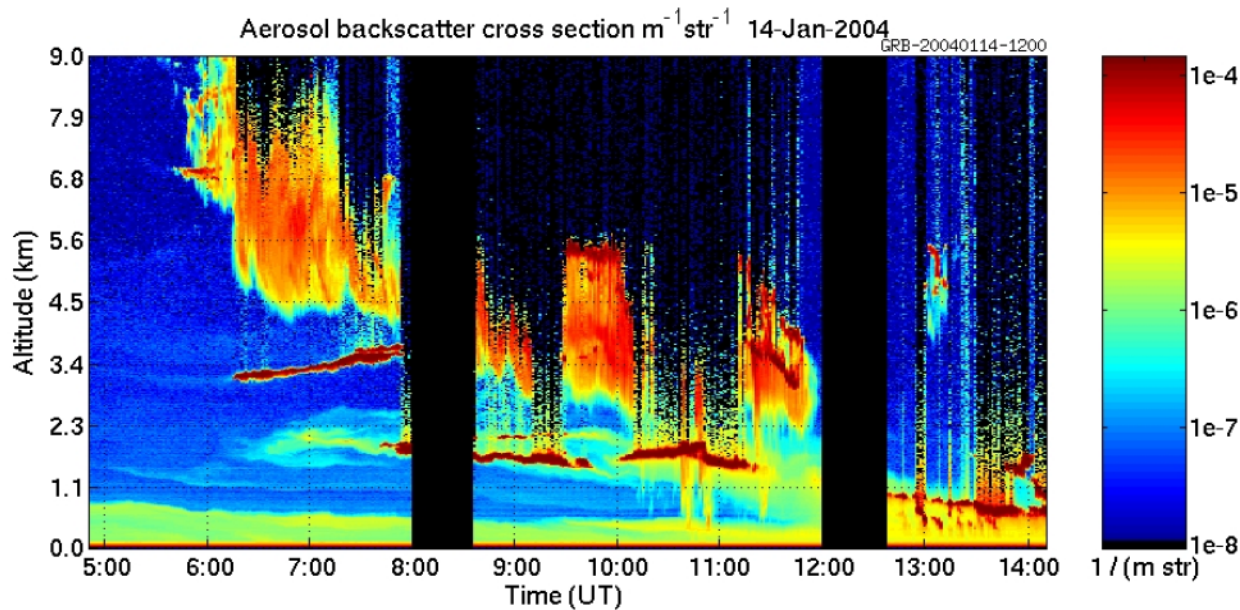 Aerosol backscatter cross section m⁻¹str⁻¹ 14-Jan-2004
GRB-20040114-1200
9.0
7.9
6.8
5.6
4.5
3.4
2.3
1.1
0.0
Altitude (km)
5:00 6:00 7:00 8:00 9:00 10:00 11:00 12:00 13:00 14:00
Time (UT)
1e-4
1e-5
1e-6
1e-7
1e-8
1 / (m str)